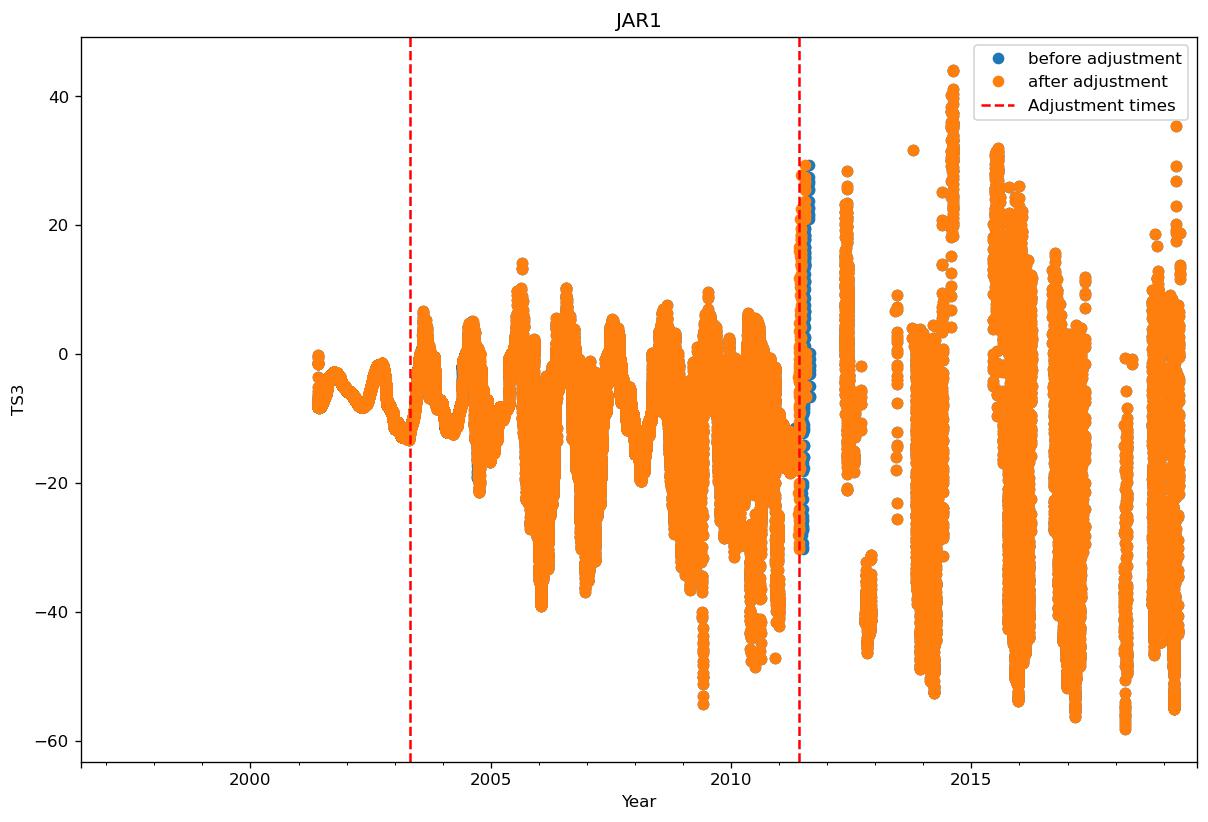 JAR1
before adjustment
after adjustment
Adjustment times
TS3
40
20
0
−20
−40
−60
2000 2005 2010 2015
Year